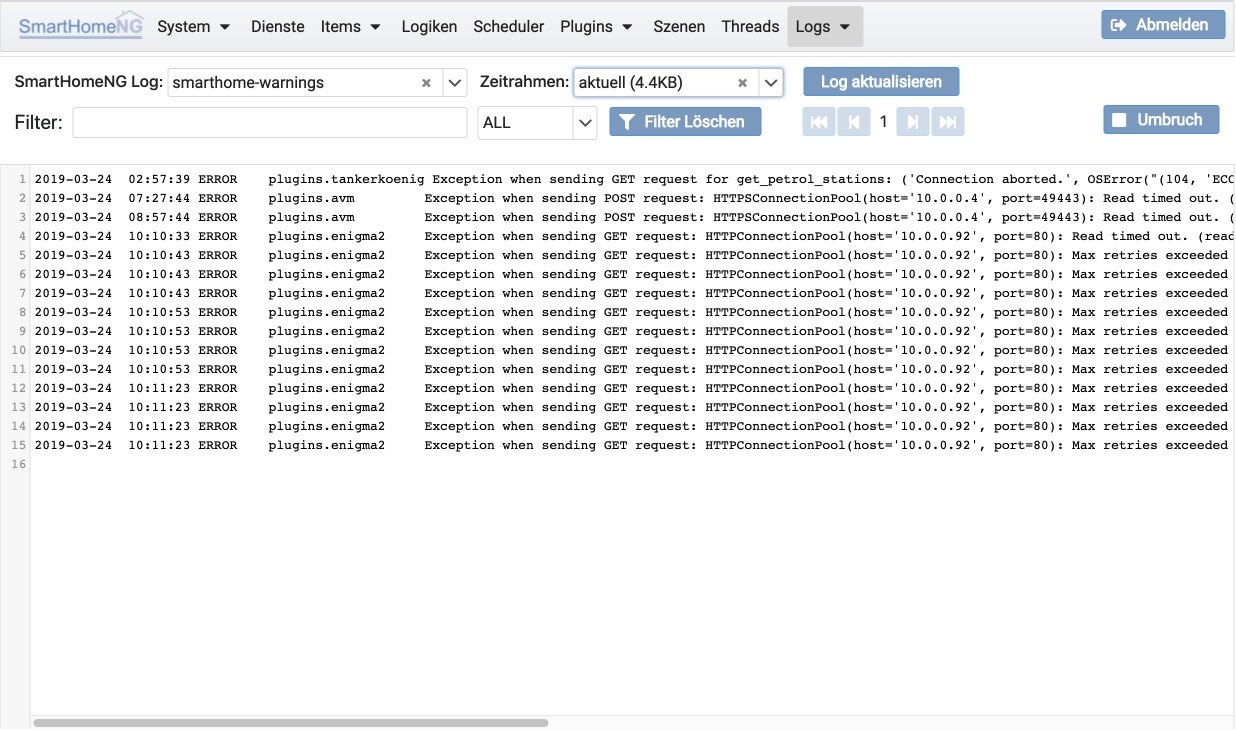 SmartHomeNG System Dienste Items Logiken Scheduler Plugins Szenen Threads Logs Abmelden
SmartHomeNG Log: smarthome-warnings Zeitrahmen: aktuell (4.4KB) Log aktualisieren
Filter: ALL Filter Löschen 1 Umbruch
1 2019-03-24 02:57:39 ERROR plugins.tankerkoenig Exception when sending GET request for get_petrol_stations: ('Connection aborted.', OSError("(104, 'ECO
2 2019-03-24 07:27:44 ERROR plugins.avm Exception when sending POST request: HTTPSConnectionPool(host='10.0.0.4', port=49443): Read timed out. (
3 2019-03-24 08:57:44 ERROR plugins.avm Exception when sending POST request: HTTPSConnectionPool(host='10.0.0.4', port=49443): Read timed out. (
4 2019-03-24 10:10:33 ERROR plugins.enigma2 Exception when sending GET request: HTTPConnectionPool(host='10.0.0.92', port=80): Read timed out. (read
5 2019-03-24 10:10:43 ERROR plugins.enigma2 Exception when sending GET request: HTTPConnectionPool(host='10.0.0.92', port=80): Max retries exceeded
6 2019-03-24 10:10:43 ERROR plugins.enigma2 Exception when sending GET request: HTTPConnectionPool(host='10.0.0.92', port=80): Max retries exceeded
7 2019-03-24 10:10:43 ERROR plugins.enigma2 Exception when sending GET request: HTTPConnectionPool(host='10.0.0.92', port=80): Max retries exceeded
8 2019-03-24 10:10:53 ERROR plugins.enigma2 Exception when sending GET request: HTTPConnectionPool(host='10.0.0.92', port=80): Max retries exceeded
9 2019-03-24 10:10:53 ERROR plugins.enigma2 Exception when sending GET request: HTTPConnectionPool(host='10.0.0.92', port=80): Max retries exceeded
10 2019-03-24 10:10:53 ERROR plugins.enigma2 Exception when sending GET request: HTTPConnectionPool(host='10.0.0.92', port=80): Max retries exceeded
11 2019-03-24 10:10:53 ERROR plugins.enigma2 Exception when sending GET request: HTTPConnectionPool(host='10.0.0.92', port=80): Max retries exceeded
12 2019-03-24 10:11:23 ERROR plugins.enigma2 Exception when sending GET request: HTTPConnectionPool(host='10.0.0.92', port=80): Max retries exceeded
13 2019-03-24 10:11:23 ERROR plugins.enigma2 Exception when sending GET request: HTTPConnectionPool(host='10.0.0.92', port=80): Max retries exceeded
14 2019-03-24 10:11:23 ERROR plugins.enigma2 Exception when sending GET request: HTTPConnectionPool(host='10.0.0.92', port=80): Max retries exceeded
15 2019-03-24 10:11:23 ERROR plugins.enigma2 Exception when sending GET request: HTTPConnectionPool(host='10.0.0.92', port=80): Max retries exceeded
16